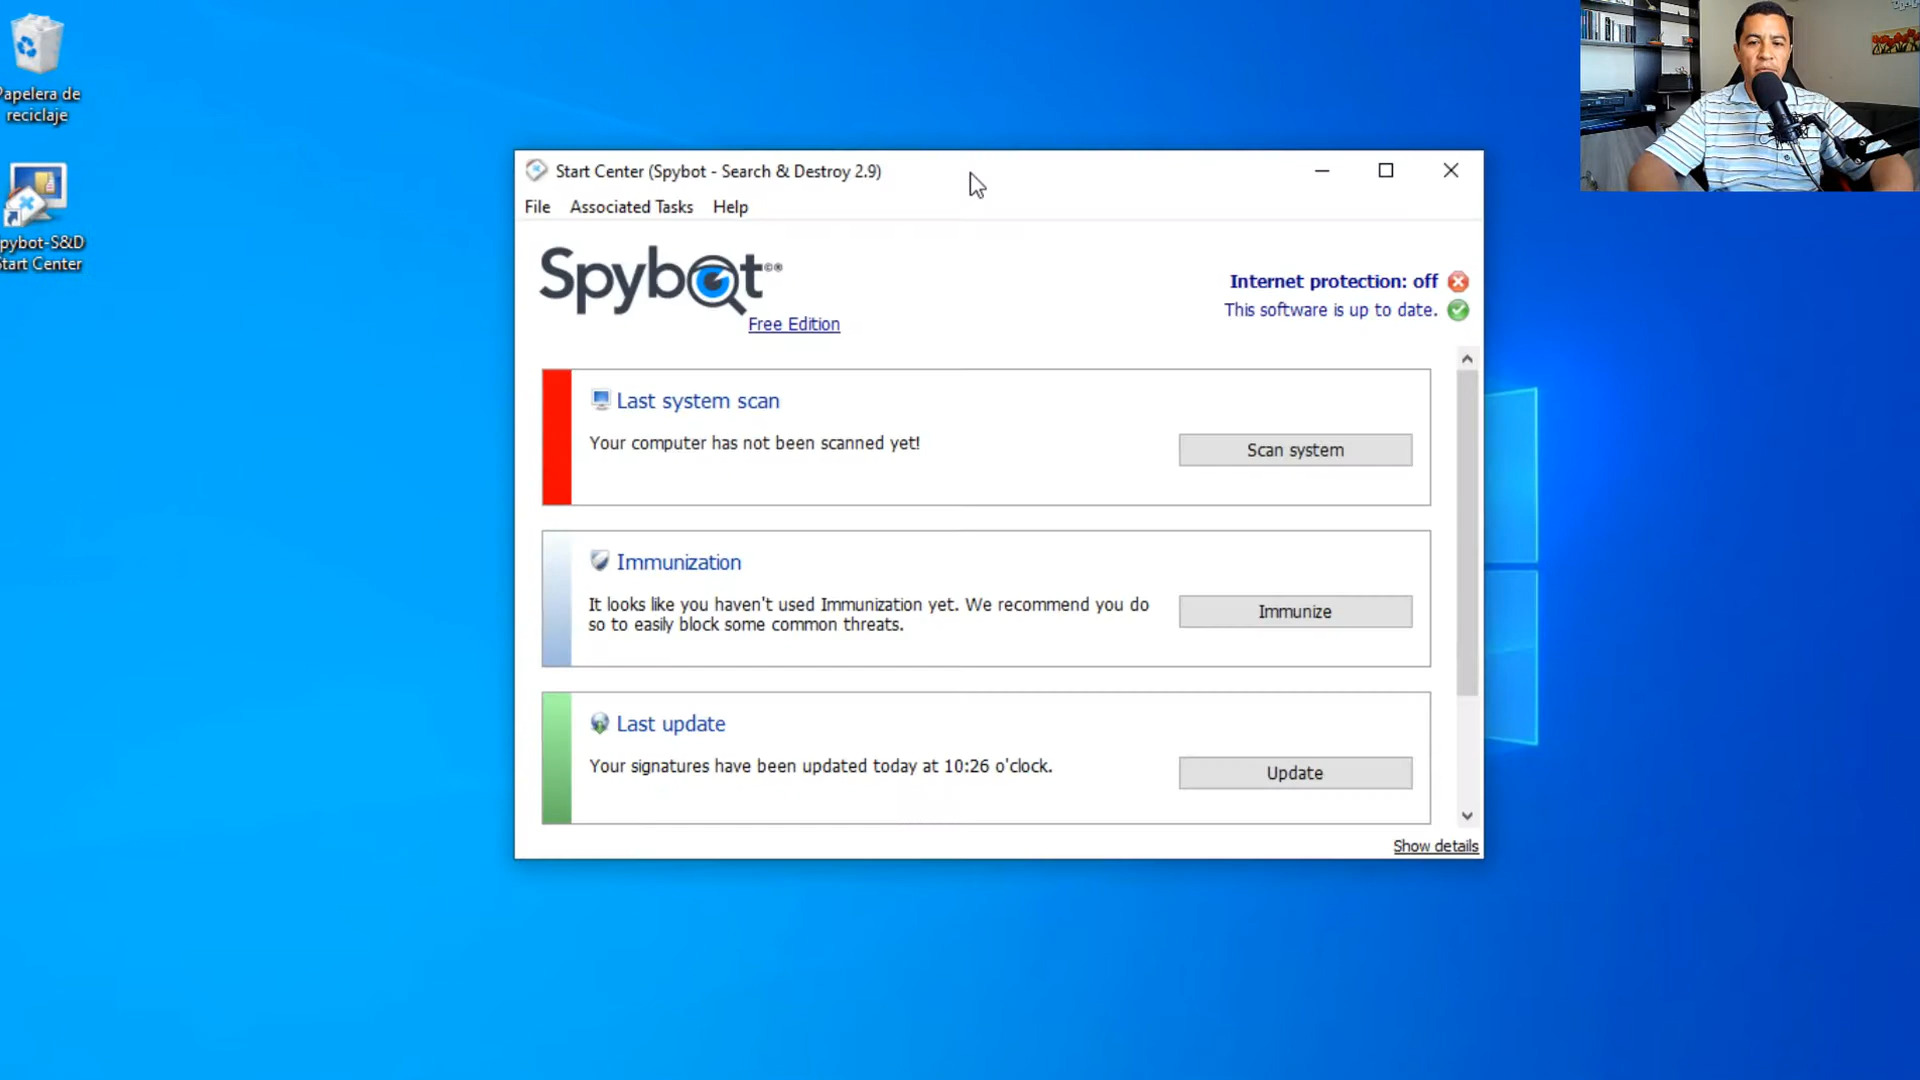 Papelera de
reciclaje
pybot-S&D
tart Center
Start Center (Spybot - Search & Destroy 2.9)
File Associated Tasks Help
Spybot©®
Free Edition
Internet protection: off
This software is up to date.
Last system scan
Your computer has not been scanned yet!
Scan system
Immunization
It looks like you haven't used Immunization yet. We recommend you do
so to easily block some common threats.
Immunize
Last update
Your signatures have been updated today at 10:26 o'clock.
Update
Show details